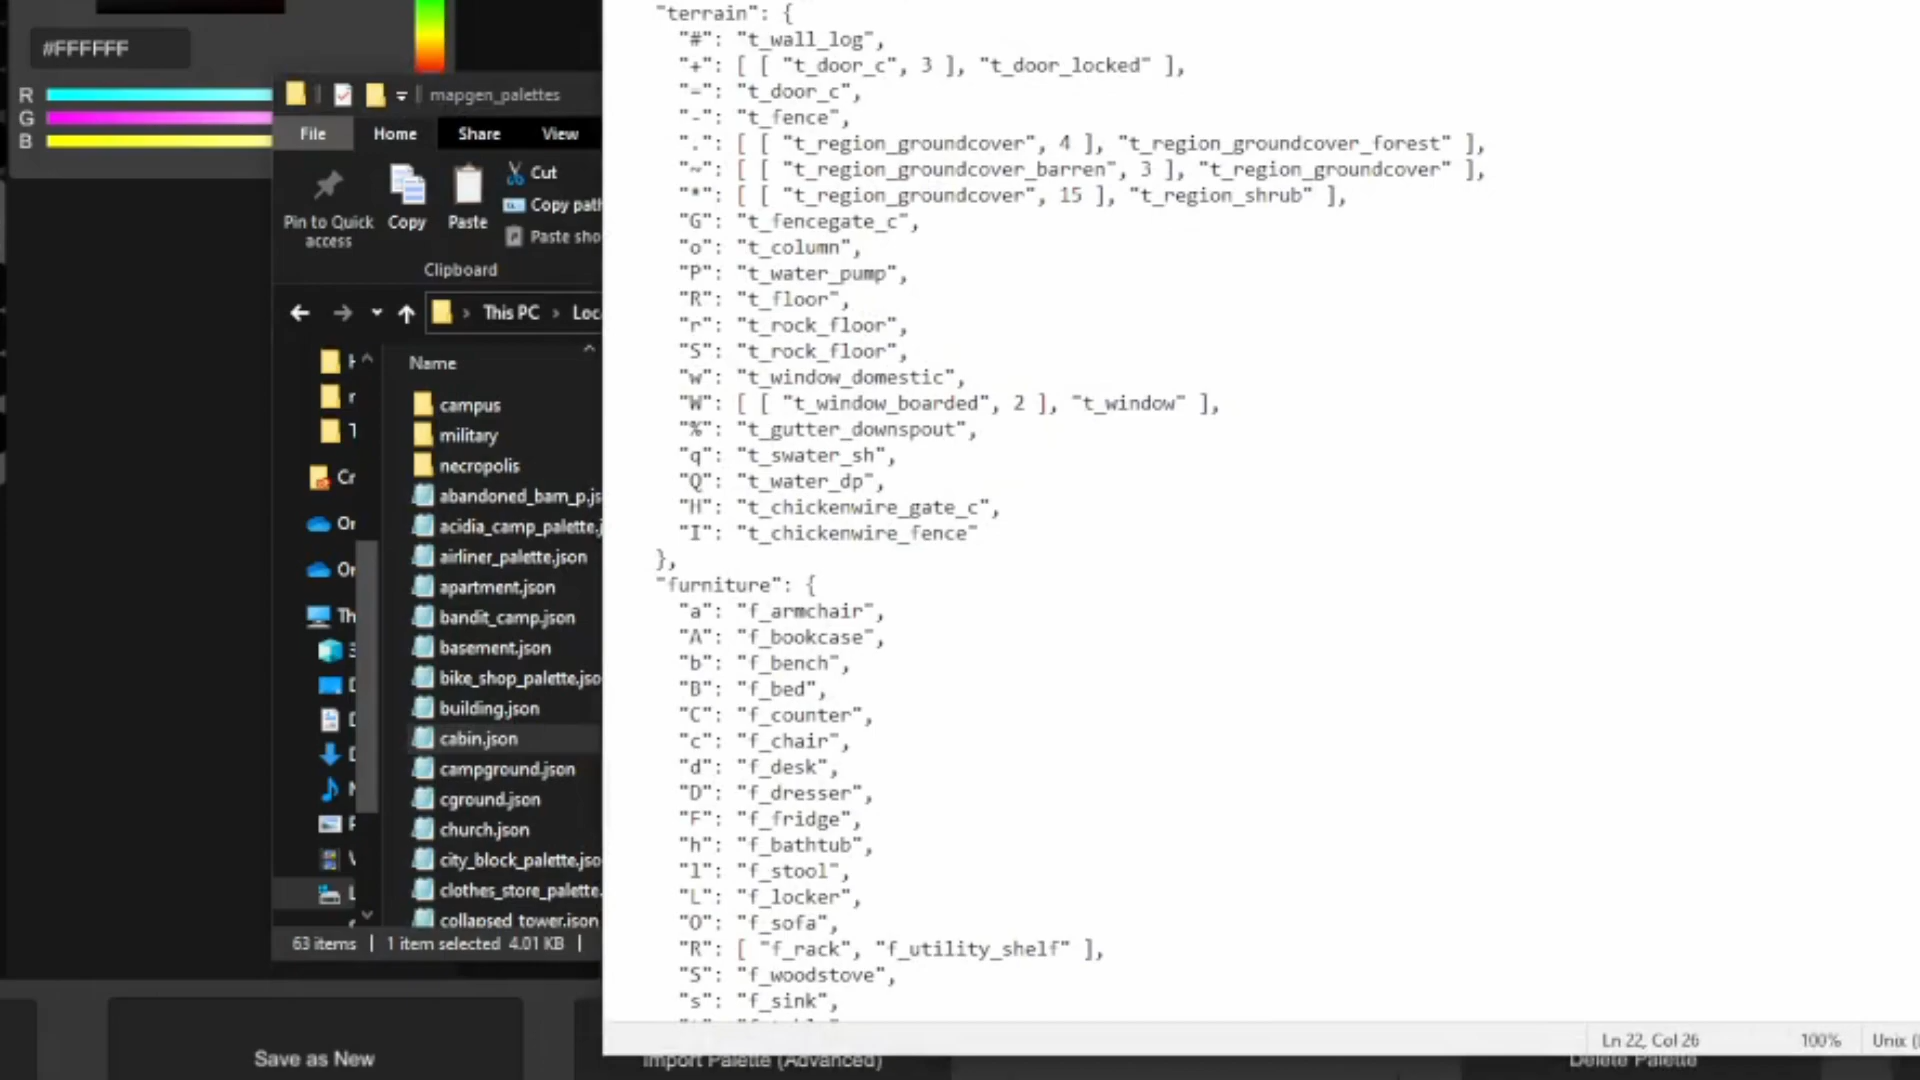 #FFFFFF
R
G
B
mapgen_palettes
File Home Share View
Pin to Quick access
Copy
Paste
Cut
Copy path
Paste sho
Clipboard
This PC > Loc
Name
campus
military
necropolis
abandoned_barn_p.js
acidia_camp_palette.j
airliner_palette.json
apartment.json
bandit_camp.json
basement.json
bike_shop_palette.jso
building.json
cabin.json
campground.json
cground.json
church.json
city_block_palette.jso
clothes_store_palette.
collapsed_tower.json
63 items | 1 item selected 4.01 KB |
"terrain": {
"#": "t_wall_log",
"+": [ [ "t_door_c", 3 ], "t_door_locked" ],
"=": "t_door_c",
"-": "t_fence",
".": [ [ "t_region_groundcover", 4 ], "t_region_groundcover_forest" ],
"~": [ [ "t_region_groundcover_barren", 3 ], "t_region_groundcover" ],
"*": [ [ "t_region_groundcover", 15 ], "t_region_shrub" ],
"G": "t_fencegate_c",
"o": "t_column",
"P": "t_water_pump",
"R": "t_floor",
"r": "t_rock_floor",
"S": "t_rock_floor",
"w": "t_window_domestic",
"W": [ [ "t_window_boarded", 2 ], "t_window" ],
"%": "t_gutter_downspout",
"q": "t_swater_sh",
"Q": "t_water_dp",
"H": "t_chickenwire_gate_c",
"I": "t_chickenwire_fence"
},
"furniture": {
"a": "f_armchair",
"A": "f_bookcase",
"b": "f_bench",
"B": "f_bed",
"C": "f_counter",
"c": "f_chair",
"d": "f_desk",
"D": "f_dresser",
"F": "f_fridge",
"h": "f_bathtub",
"l": "f_stool",
"L": "f_locker",
"O": "f_sofa",
"R": [ "f_rack", "f_utility_shelf" ],
"S": "f_woodstove",
"s": "f_sink",
Ln 22, Col 26 100% Unix (
Save as New
Import Palette (Advanced)
Delete Palette